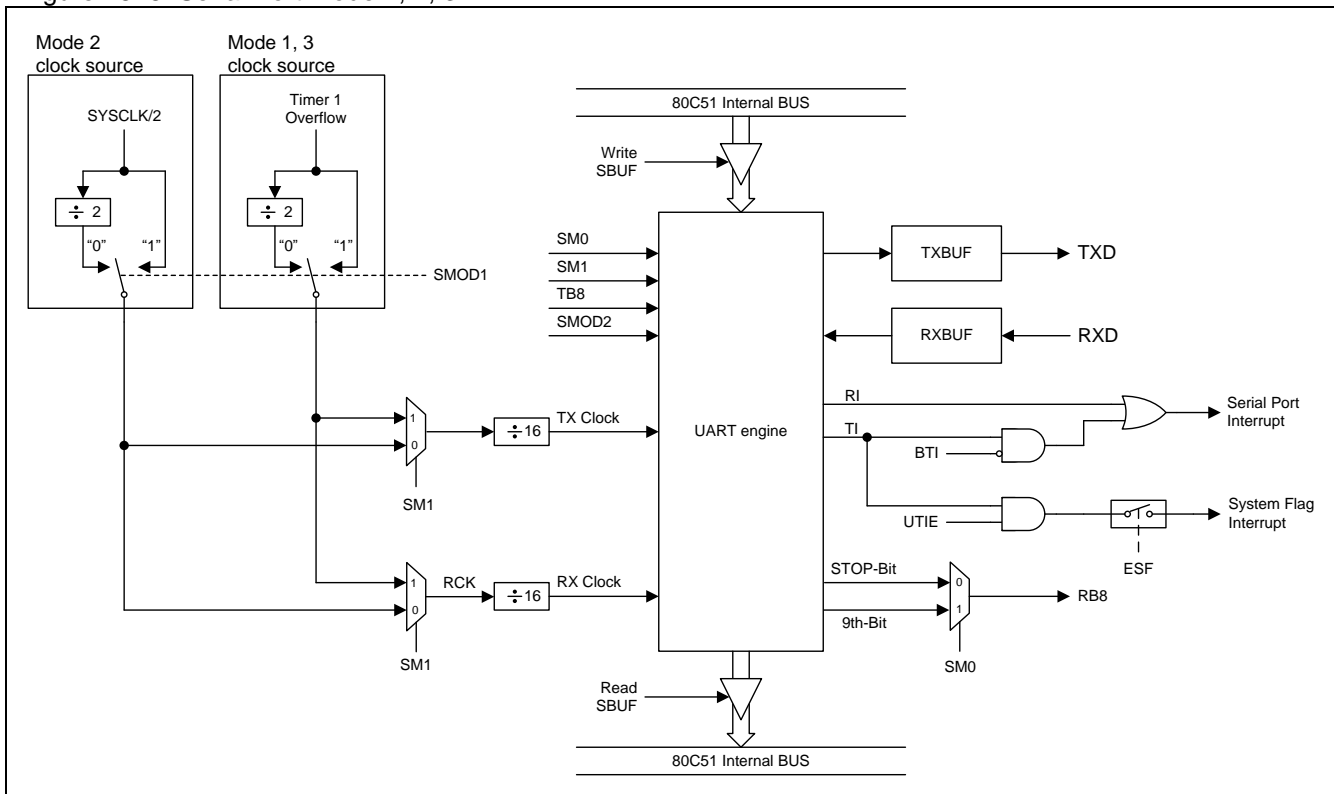 Mode 2
clock source
Mode 1, 3
clock source
SYSCLK/2
Timer 1
Overflow
÷ 2
÷ 2
“0”
“1”
“0”
“1”
SMOD1
80C51 Internal BUS
Write
SBUF
SM0
SM1
TB8
SMOD2
TXBUF
TXD
RXBUF
RXD
1
0
SM1
÷16
TX Clock
UART engine
RI
TI
BTI
Serial Port
Interrupt
UTIE
System Flag
Interrupt
ESF
1
0
SM1
RCK
÷16
RX Clock
STOP-Bit
9th-Bit
0
1
SM0
RB8
Read
SBUF
80C51 Internal BUS